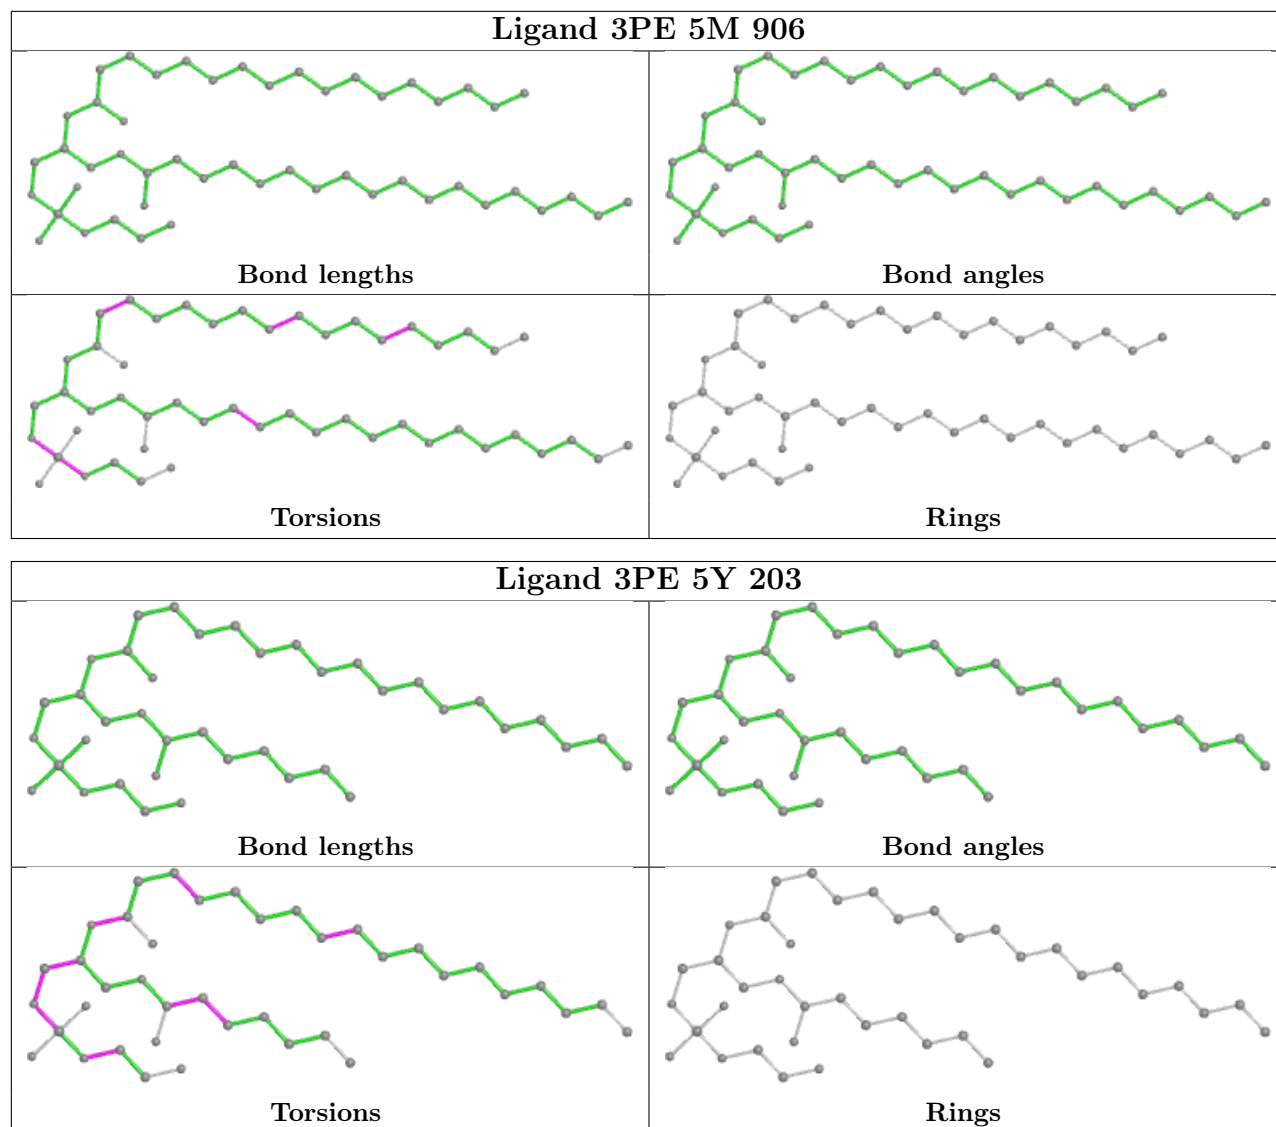 Ligand 3PE 5M 906
Bond lengths
Bond angles
Torsions
Rings
Ligand 3PE 5Y 203
Bond lengths
Bond angles
Torsions
Rings